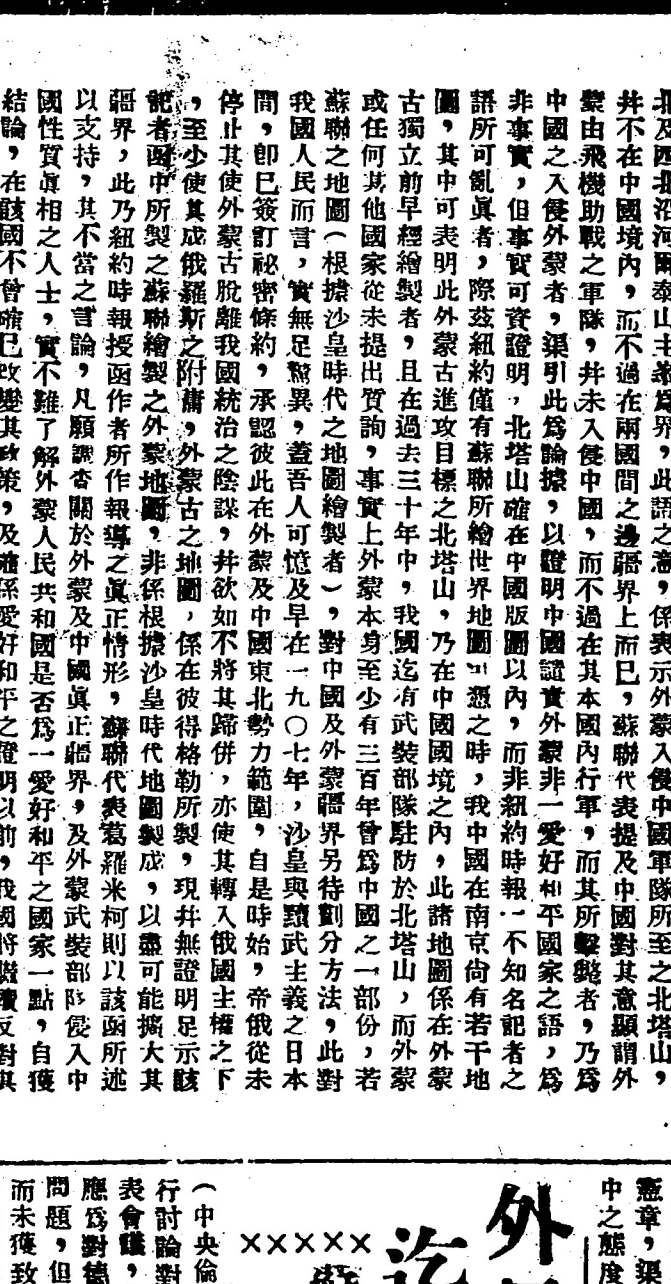 北及西北沿河爾泰山主義爲界，此語之意，係表示外蒙入侵中國軍隊所至之北塔山，
并不在中國境內，而不過在兩國間之邊疆界上而已，蘇聯代表提及中國對其意顯謂外
蒙由飛機助戰之軍隊，并未入侵中國，而不過在其本國內行軍，而其所擊斃者，乃爲
中國之入侵外蒙者，渠引此爲論據，以證明中國證實外蒙非一愛好和平國家之語，爲
非事實，但事實可資證明，北塔山確在中國版圖以內，而非紐約時報一不知名記者之
語所可亂眞者，際茲紐約僅有蘇聯所繪世界地圖可憑之時，我中國在南京尙有若干地
圖，其中可表明此外蒙古進攻目標之北塔山，乃在中國國境之內，此諸地圖係在外蒙
古獨立前早經繪製者，且在過去三十年中，我國迄有武裝部隊駐防於北塔山，而外蒙
或任何其他國家從未提出質詢，事實上外蒙本身至少有三百年曾爲中國之一部份，若
蘇聯之地圖（根據沙皇時代之地圖繪製者），對中國及外蒙疆界另待劃分方法，此對
我國人民而言，實無足驚異，蓋吾人可憶及早在一九〇七年，沙皇與黷武主義之日本
間，卽已簽訂祕密條約，承認彼此在外蒙及中國東北勢力範圍，自是時始，帝俄從未
停止其使外蒙古脫離我國統治之陰謀，并欲如不將其歸併，亦使其轉入俄國主權之下
，至少使其成俄羅斯之附庸，外蒙古之地圖，係在彼得格勒所製，現并無證明足示該
記者函中所製之蘇聯繪製之外蒙地圖，非係根據沙皇時代地圖製成，以盡可能擴大其
疆界，此乃紐約時報授函作者所作報導之眞正情形，蘇聯代表葛羅米柯則以該函所述
以支持，其不當之言論，凡願調查關於外蒙及中國眞正疆界，及外蒙武裝部隊侵入中
國性質眞相之人士，實不難了解外蒙人民共和國是否爲一愛好和平之國家一點，自獲
結論，在該國不曾確已改變其政策，及確係愛好和平之證明以前，我國將繼續反對其
憲章，渠
中之態度
外
迄
×××××
（中央倫
行討論對
表會議，
應爲對德
問題，但
而未獲致